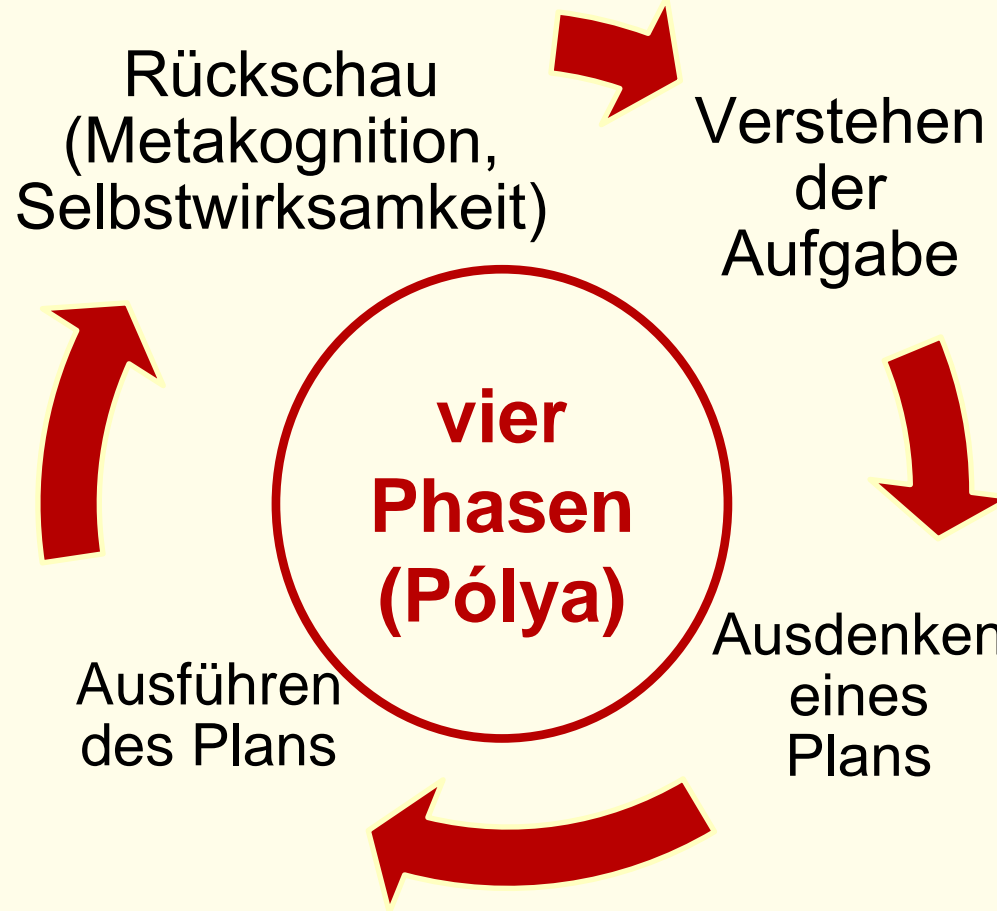 Rückschau
(Metakognition,
Selbstwirksamkeit)
Verstehen
der
Aufgabe
vier
Phasen
(Pólya)
Ausdenken
eines
Plans
Ausführen
des Plans